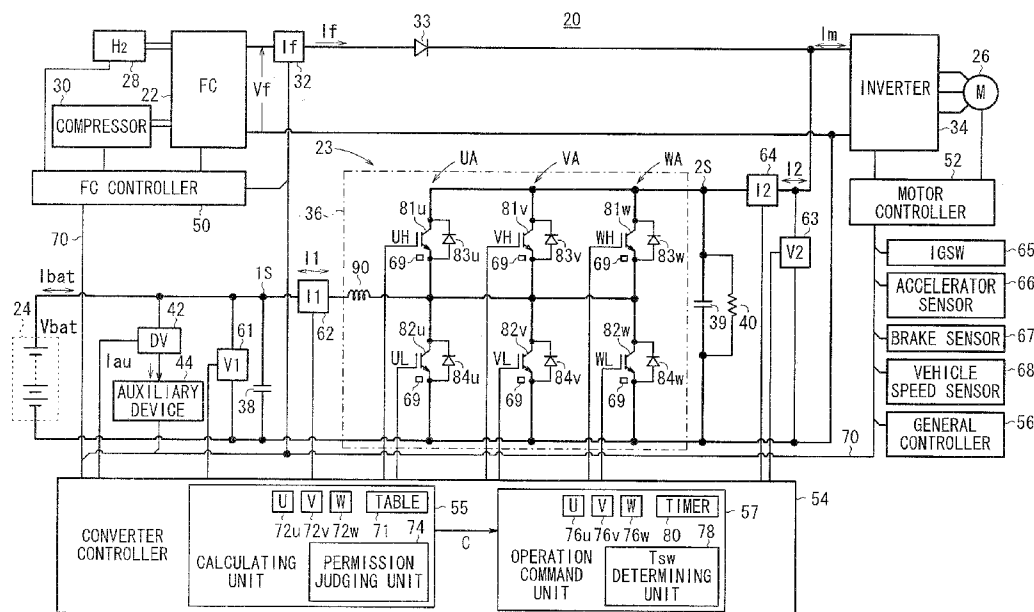 20
If
If
33
Im
H2
28
30
22
FC
Vf
32
COMPRESSOR
FC CONTROLLER
50
70
INVERTER
26
M
34
52
MOTOR CONTROLLER
23
36
UA
VA
WA
2S
64
I2
I2
63
V2
81u
81v
81w
UH
VH
WH
83u
83v
83w
69
69
69
39
40
IGSW
65
ACCELERATOR SENSOR
66
BRAKE SENSOR
67
VEHICLE SPEED SENSOR
68
GENERAL CONTROLLER
56
Ibat
Vbat
24
1S
I1
I1
62
90
42
DV
61
V1
Iau
44
AUXILIARY DEVICE
38
82u
82v
82w
UL
VL
WL
84u
84v
84w
69
69
69
70
54
CONVERTER CONTROLLER
U
V
W
TABLE
72u
72v
72w
71
74
55
CALCULATING UNIT
PERMISSION JUDGING UNIT
C
U
V
W
TIMER
76u
76v
76w
80
78
57
OPERATION COMMAND UNIT
Tsw DETERMINING UNIT